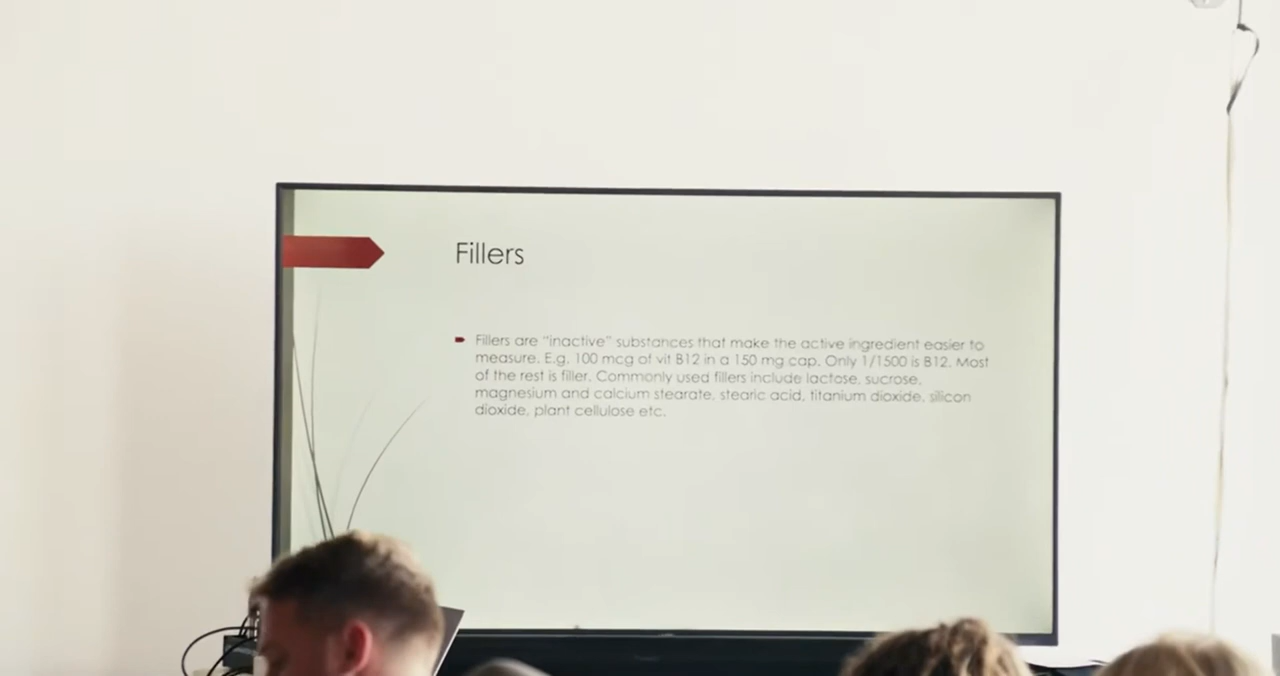 Fillers
Fillers are "inactive" substances that make the active ingredient easier to
measure. E.g. 100 mcg of vit B12 in a 150 mg cap. Only 1/1500 is B12. Most
of the rest is filler. Commonly used fillers include lactose, sucrose,
magnesium and calcium stearate, stearic acid, titanium dioxide, silicon
dioxide, plant cellulose etc.